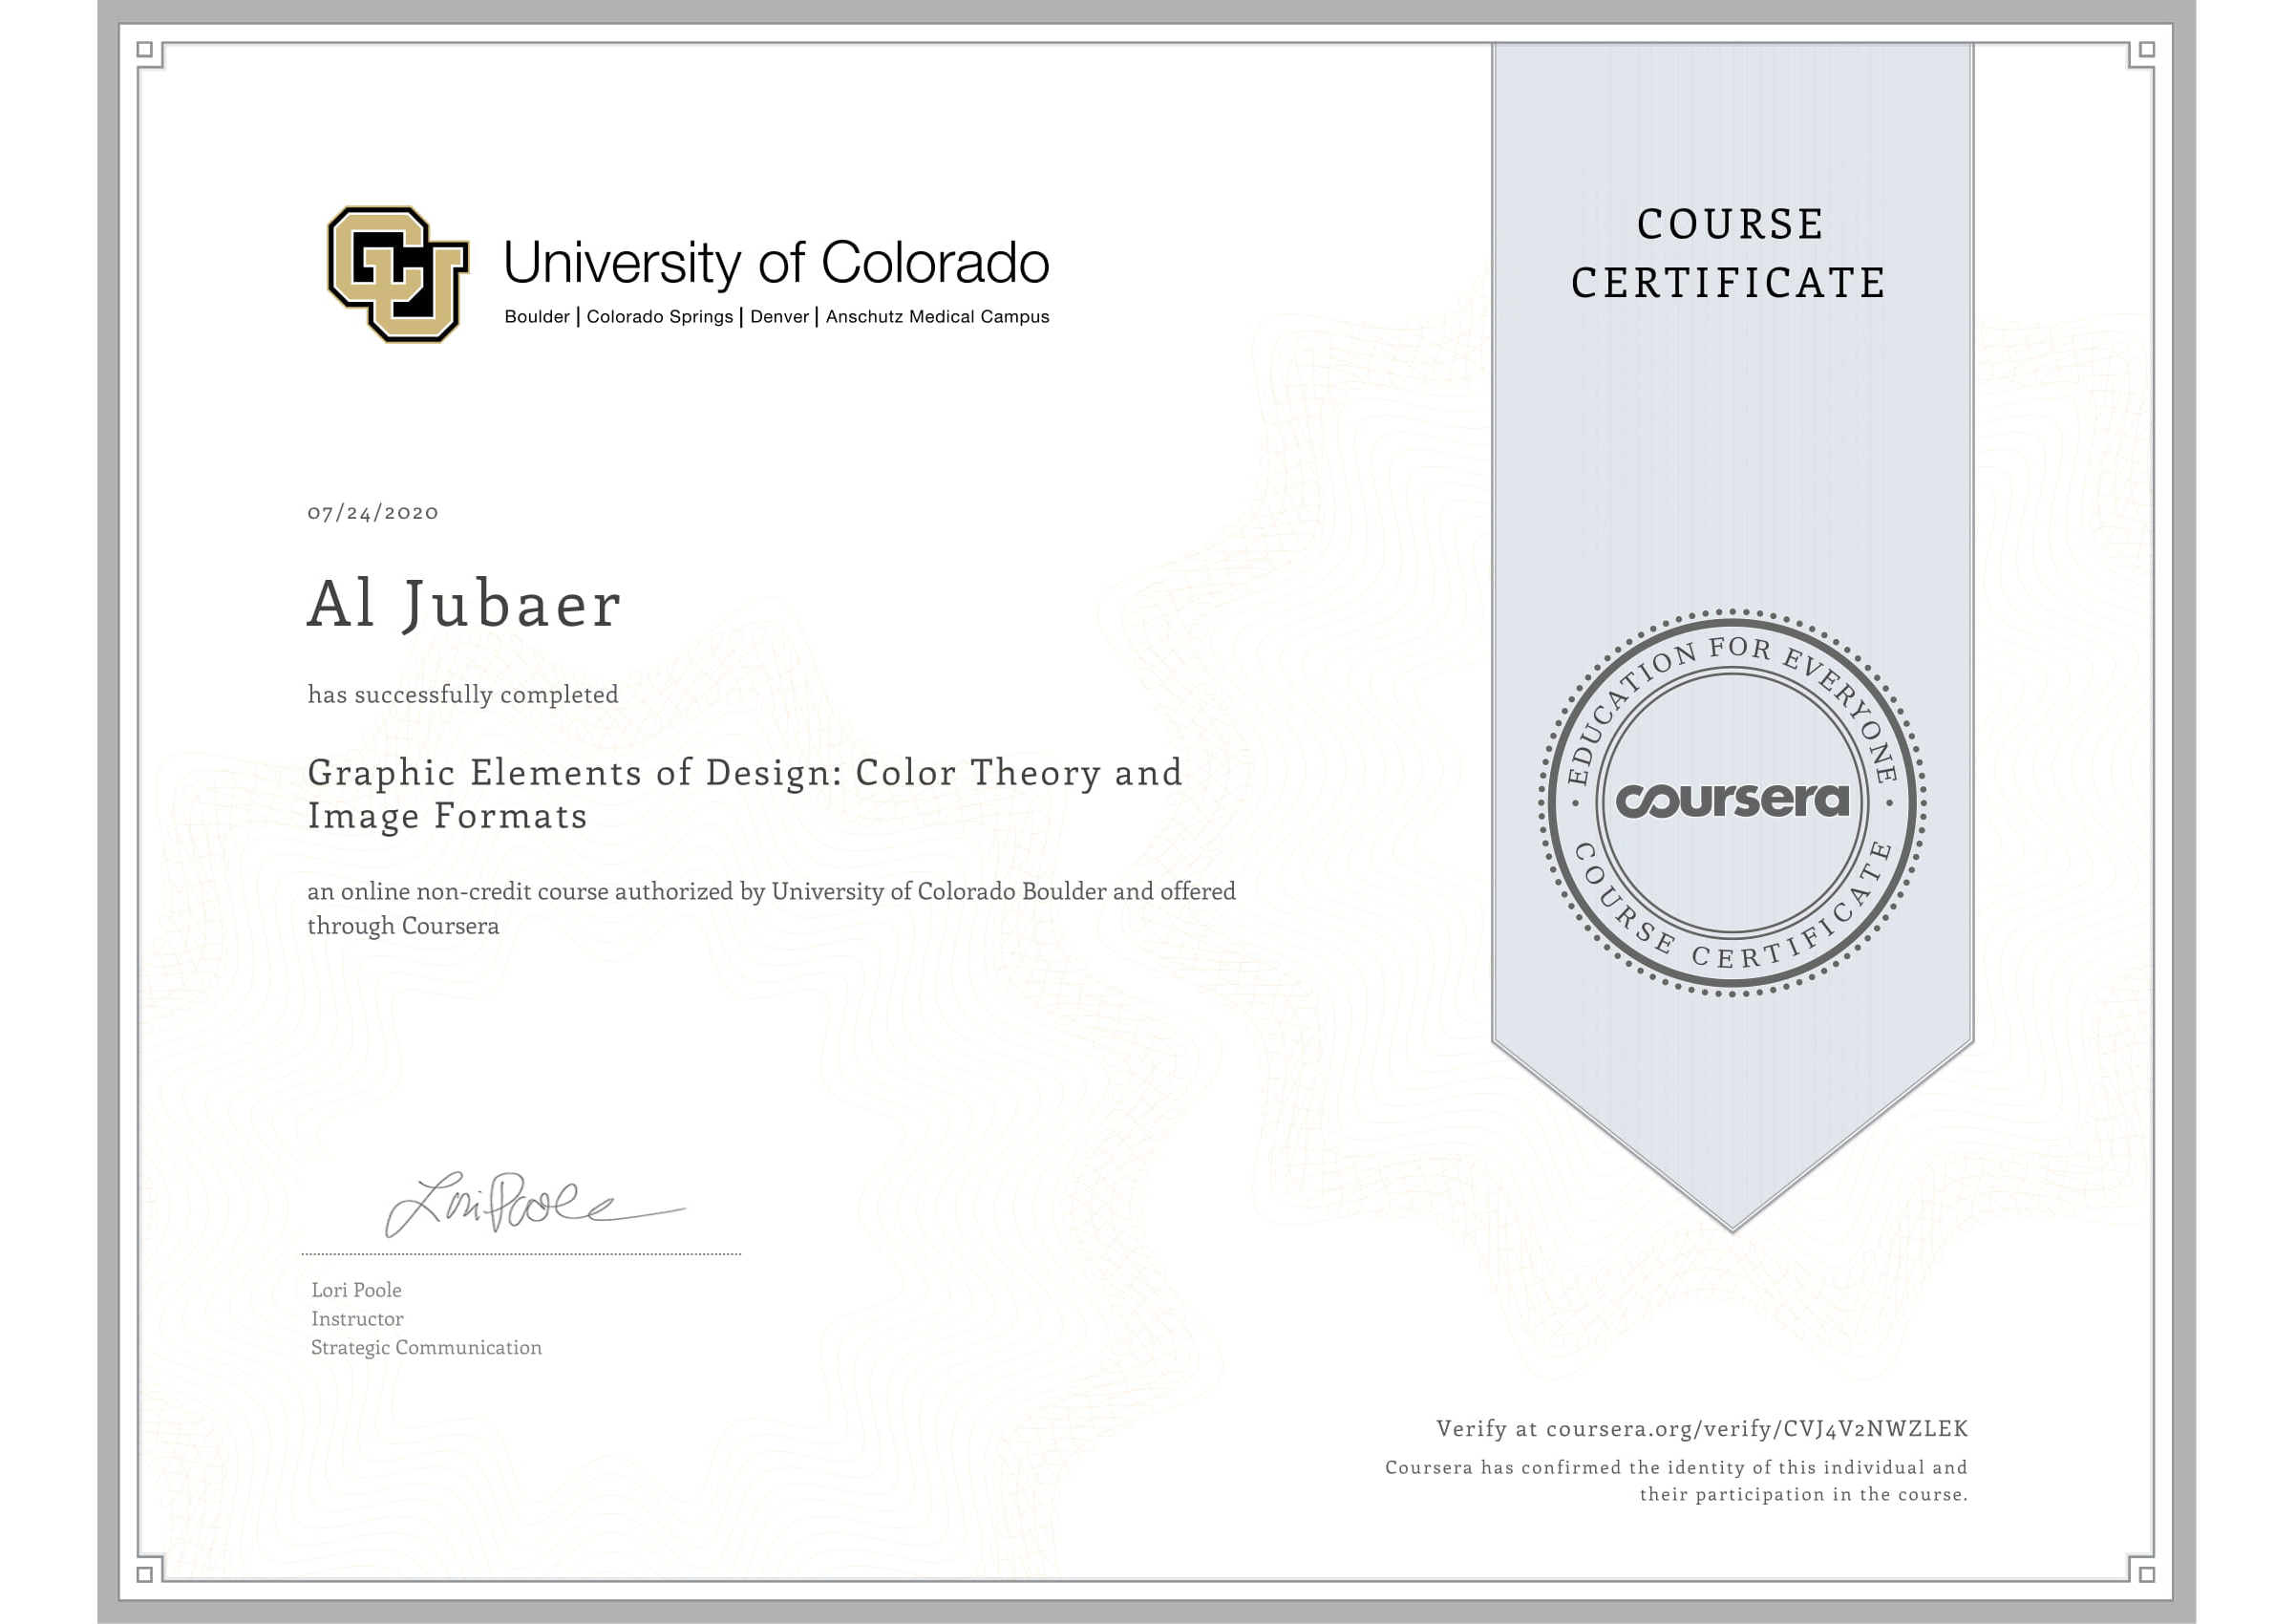 CU University of Colorado
Boulder | Colorado Springs | Denver | Anschutz Medical Campus
COURSE
CERTIFICATE
07/24/2020
Al Jubaer
has successfully completed
Graphic Elements of Design: Color Theory and
Image Formats
an online non-credit course authorized by University of Colorado Boulder and offered
through Coursera
EDUCATION FOR EVERYONE
coursera
COURSE CERTIFICATE
Lori Poole
Lori Poole
Instructor
Strategic Communication
Verify at coursera.org/verify/CVJ4V2NWZLEK
Coursera has confirmed the identity of this individual and
their participation in the course.